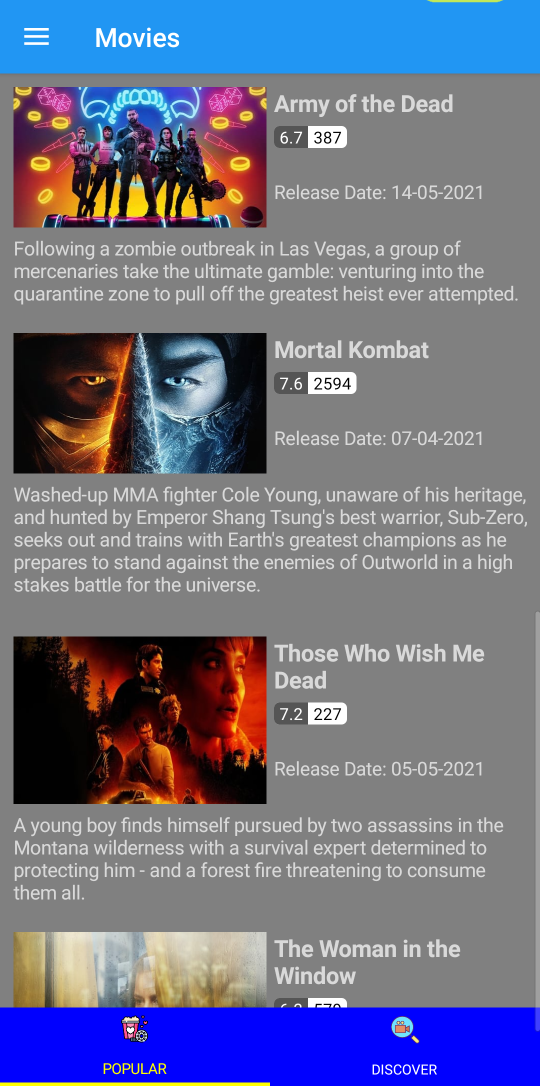 Movies
Army of the Dead
6.7 387
Release Date: 14-05-2021
Following a zombie outbreak in Las Vegas, a group of
mercenaries take the ultimate gamble: venturing into the
quarantine zone to pull off the greatest heist ever attempted.
Mortal Kombat
7.6 2594
Release Date: 07-04-2021
Washed-up MMA fighter Cole Young, unaware of his heritage,
and hunted by Emperor Shang Tsung's best warrior, Sub-Zero,
seeks out and trains with Earth's greatest champions as he
prepares to stand against the enemies of Outworld in a high
stakes battle for the universe.
Those Who Wish Me
Dead
7.2 227
Release Date: 05-05-2021
A young boy finds himself pursued by two assassins in the
Montana wilderness with a survival expert determined to
protecting him - and a forest fire threatening to consume
them all.
The Woman in the
Window
POPULAR
DISCOVER